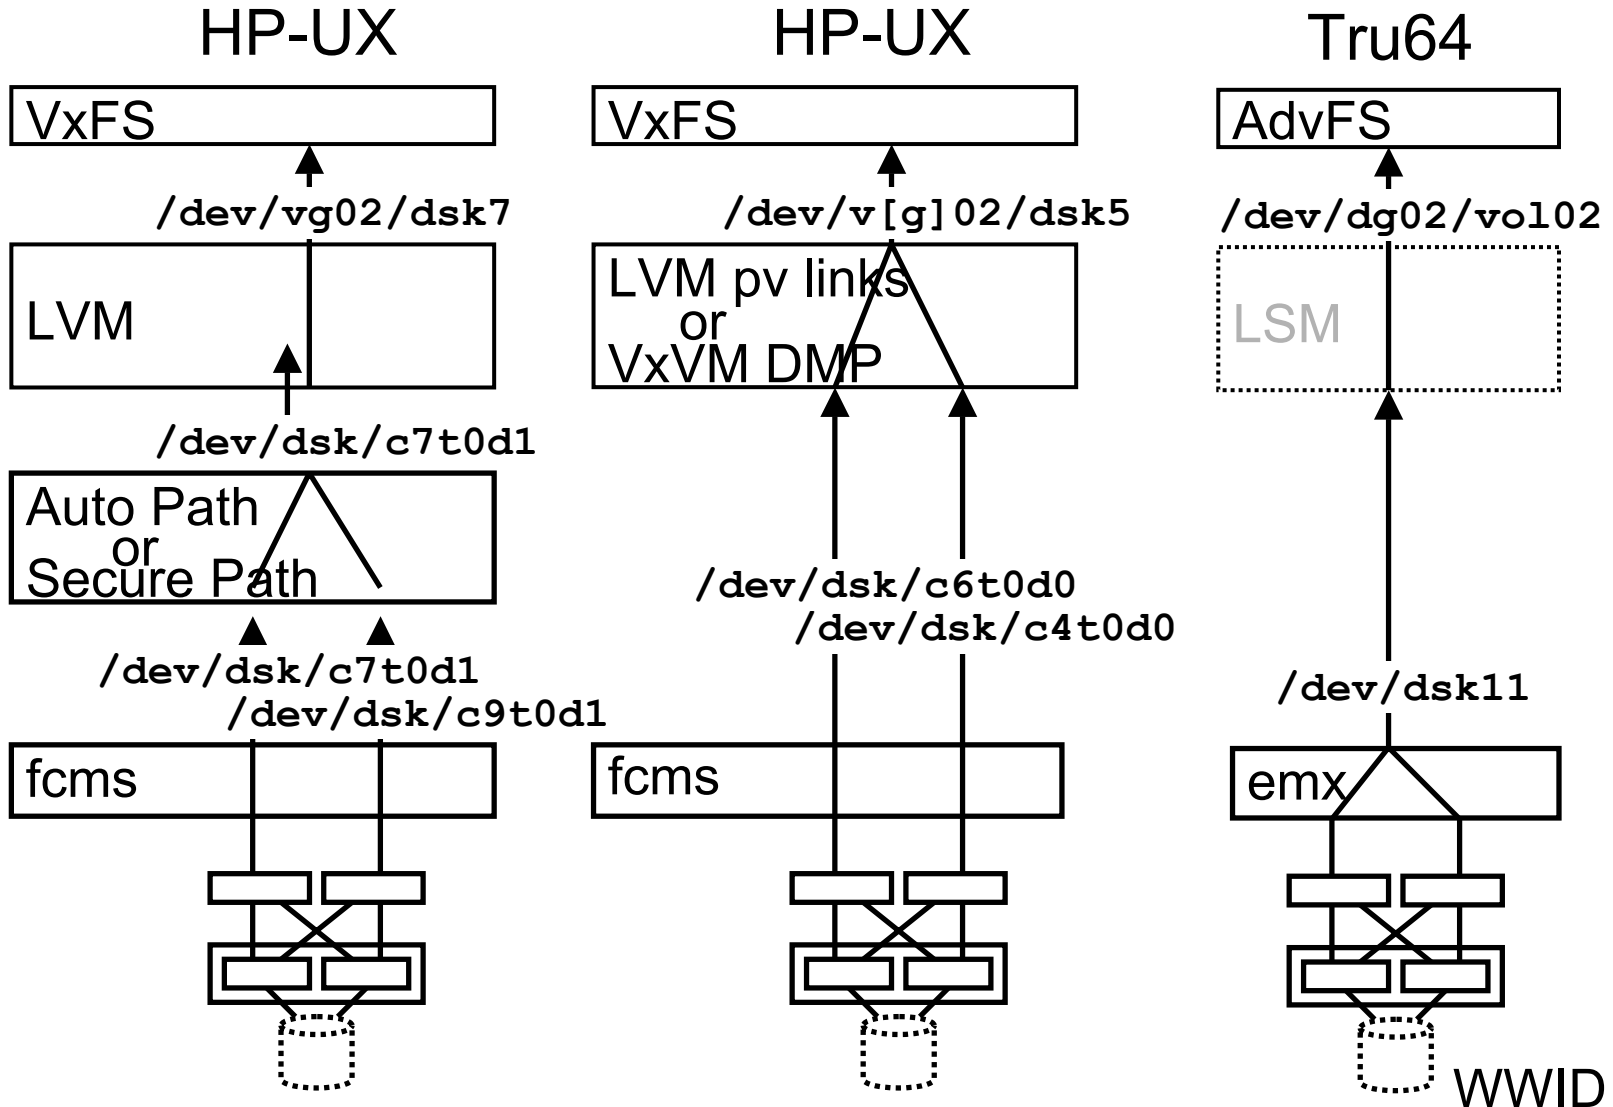 HP-UX
VxFS
/dev/vg02/dsk7
LVM
/dev/dsk/c7t0d1
Auto Path
or
Secure Path
/dev/dsk/c7t0d1
/dev/dsk/c9t0d1
fcms
HP-UX
VxFS
/dev/v[g]02/dsk5
LVM pv links
or
VxVM DMP
/dev/dsk/c6t0d0
/dev/dsk/c4t0d0
fcms
Tru64
AdvFS
/dev/dg02/vol02
LSM
/dev/dsk11
emx
WWID